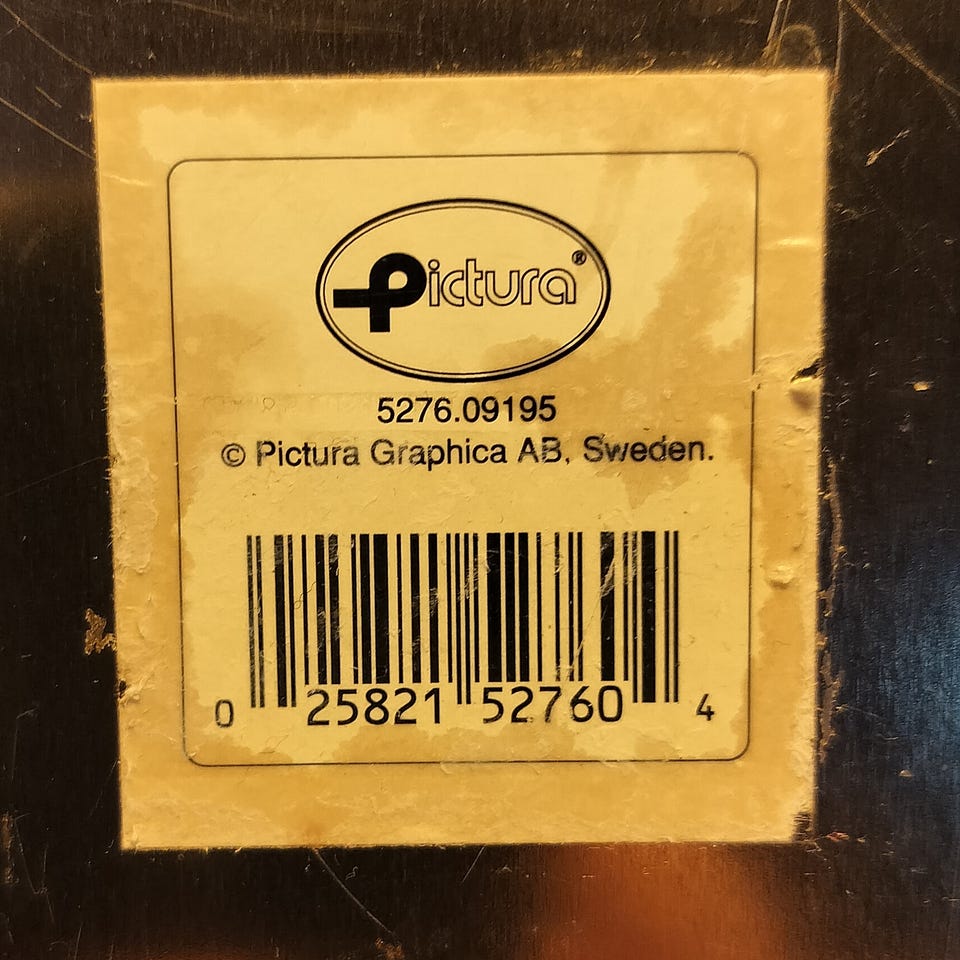 Pictura®
5276.09195
© Pictura Graphica AB, Sweden.
0 25821 52760 4